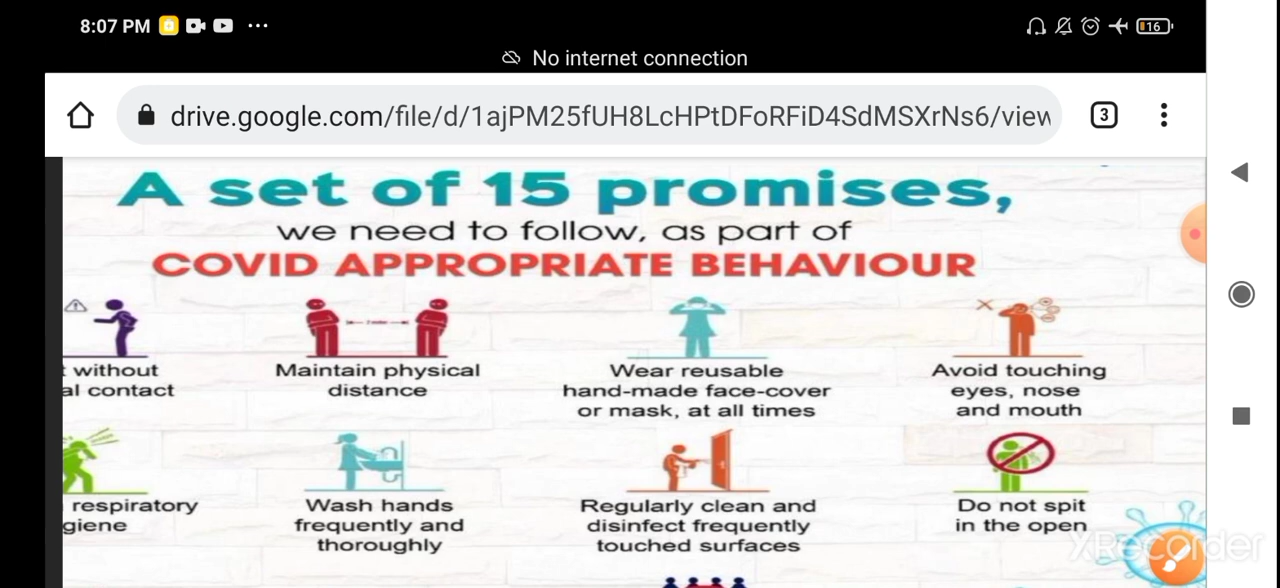 8:07 PM
16
No internet connection
drive.google.com/file/d/1ajPM25fUH8LcHPtDFoRFiD4SdMSXrNs6/view
3
A set of 15 promises,
we need to follow, as part of
COVID APPROPRIATE BEHAVIOUR
without
al contact
Maintain physical
distance
Wear reusable
hand-made face-cover
or mask, at all times
Avoid touching
eyes, nose
and mouth
respiratory
giene
Wash hands
frequently and
thoroughly
Regularly clean and
disinfect frequently
touched surfaces
Do not spit
in the open
XRecorder